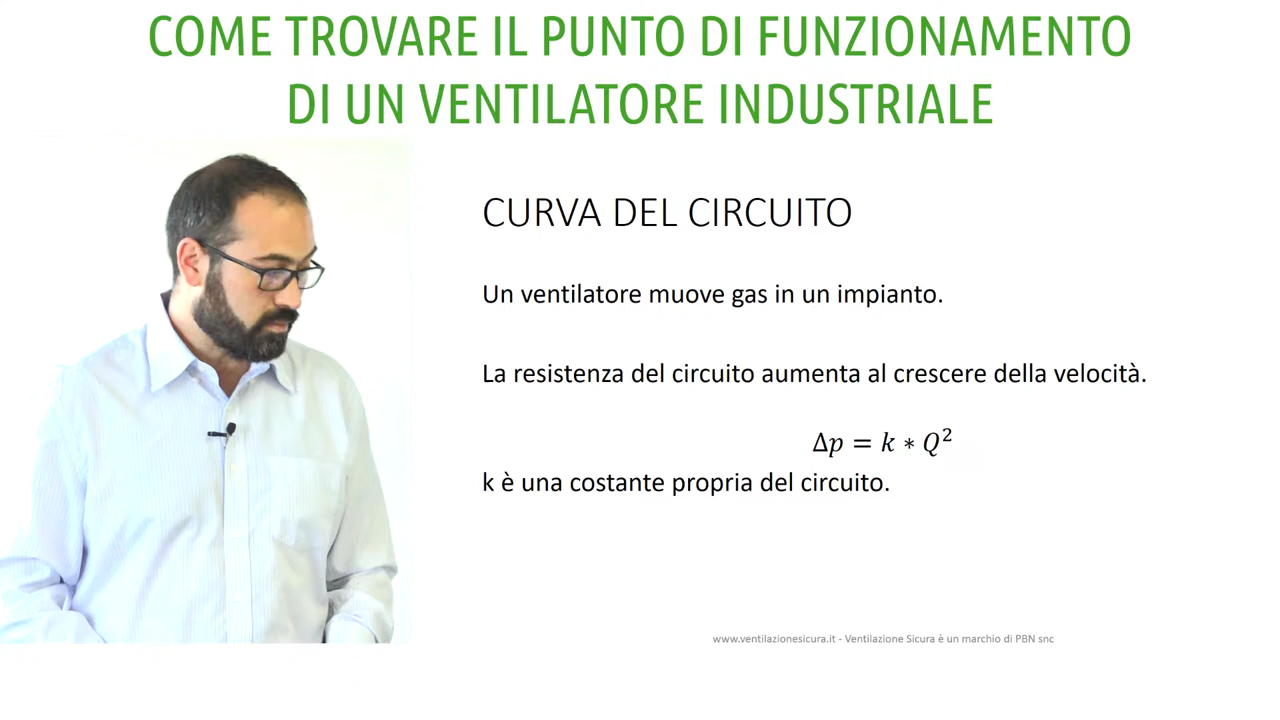 COME TROVARE IL PUNTO DI FUNZIONAMENTO
DI UN VENTILATORE INDUSTRIALE
CURVA DEL CIRCUITO
Un ventilatore muove gas in un impianto.
La resistenza del circuito aumenta al crescere della velocità.
Δp = k ∗ Q²
k è una costante propria del circuito.
www.ventilazionesicura.it - Ventilazione Sicura è un marchio di PBN snc